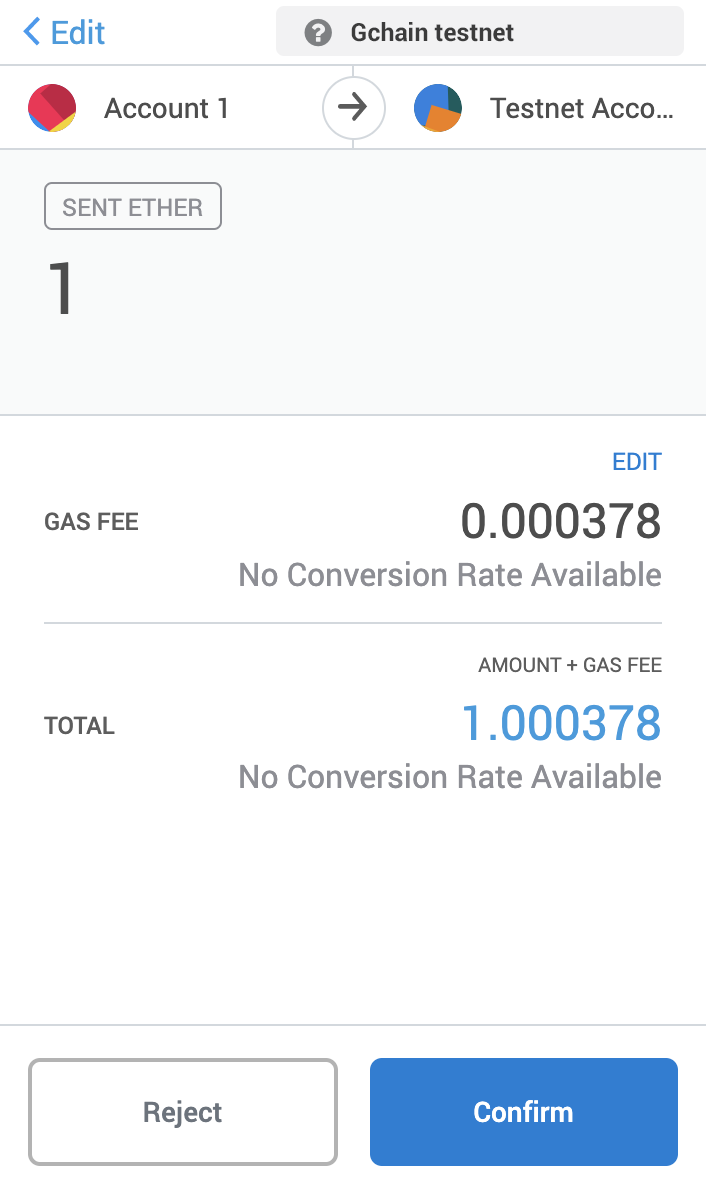 Edit
? Gchain testnet
Account 1
Testnet Acco...
SENT ETHER
1
EDIT
GAS FEE
0.000378
No Conversion Rate Available
AMOUNT + GAS FEE
TOTAL
1.000378
No Conversion Rate Available
Reject
Confirm